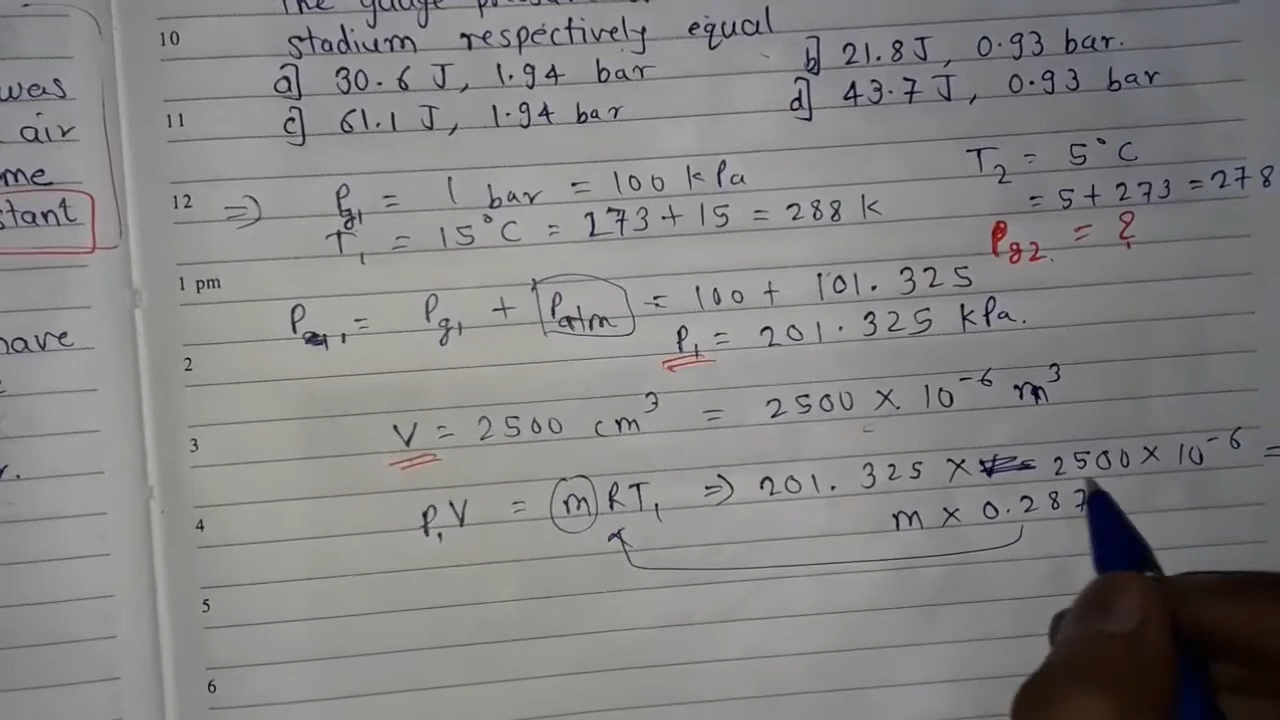 was
air
me
stant
have
r.
10
The gauge
stadium respectively equal
a] 30.6 J, 1.94 bar
b] 21.8 J, 0.93 bar.
11
c] 61.1 J, 1.94 bar
d] 43.7 J, 0.93 bar
12
⇒ Pg1 = 1 bar = 100 kPa
T1 = 15°C = 273 + 15 = 288 K
T2 = 5°C
= 5 + 273 = 278
Pg2 = ?
1 pm
= Pg1 + Patm = 100 + 101.325
P1 = 201.325 kPa.
2
V = 2500 cm³ = 2500 × 10⁻⁶ m³
3
P1V = mRT1 ⇒ 201.325 × 2500 × 10⁻⁶ =
m × 0.287
4
5
6